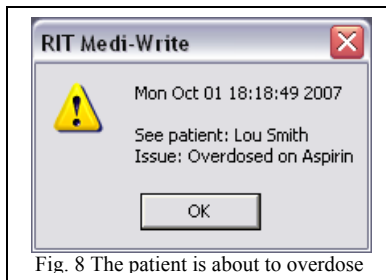 RIT Medi-Write
Mon Oct 01 18:18:49 2007
See patient: Lou Smith
Issue: Overdosed on Aspirin
OK
Fig. 8 The patient is about to overdose